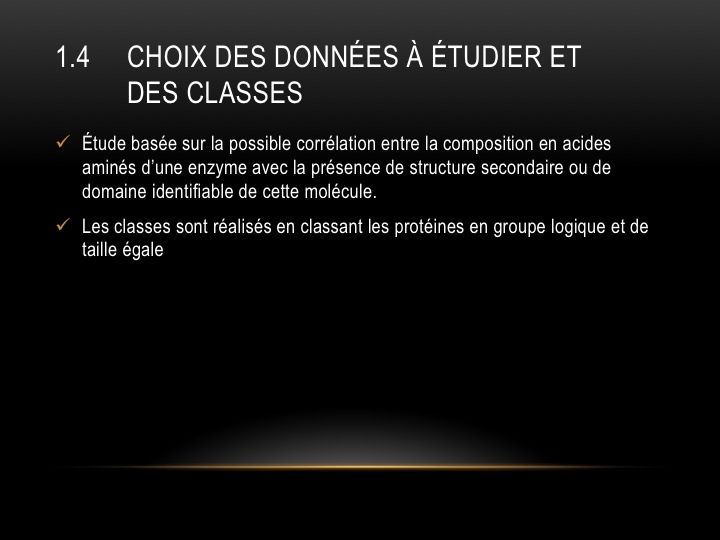 1.4 CHOIX DES DONNÉES À ÉTUDIER ET
DES CLASSES
✓ Étude basée sur la possible corrélation entre la composition en acides
aminés d’une enzyme avec la présence de structure secondaire ou de
domaine identifiable de cette molécule.
✓ Les classes sont réalisés en classant les protéines en groupe logique et de
taille égale